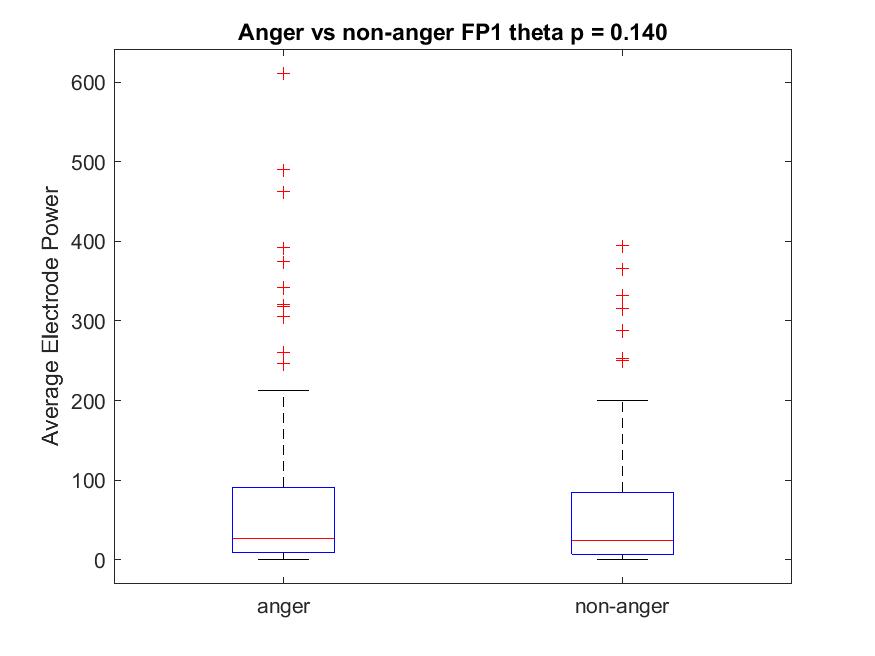 Anger vs non-anger FP1 theta p = 0.140
Average Electrode Power
600
500
400
300
200
100
0
anger
non-anger